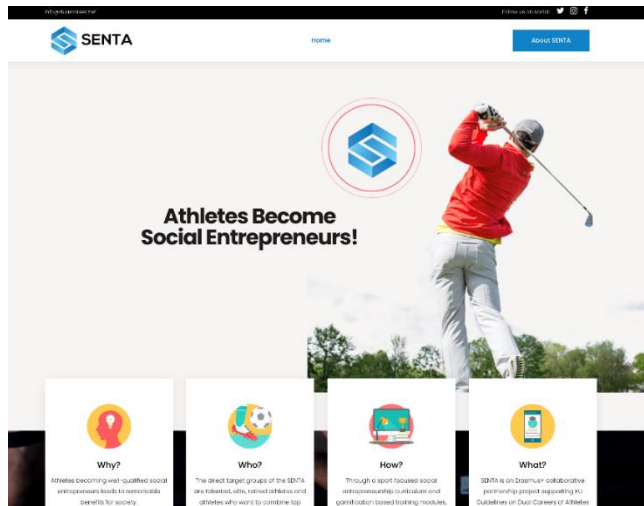 Follow us on social:
SENTA
Home
About SENTA
Athletes Become
Social Entrepreneurs!
Why?
Athletes becoming well-qualified social
entrepreneurs leads to remarkable
benefits for society.
Who?
The direct target groups of the SENTA
are talented, elite, retired athletes and
athletes who want to combine top
How?
Through a sport focused social
entrepreneurship curriculum and
gamification based training modules.
What?
SENTA is an Erasmus+ collaborative
partnership project supporting EU
Guidelines on Dual Careers of Athletes